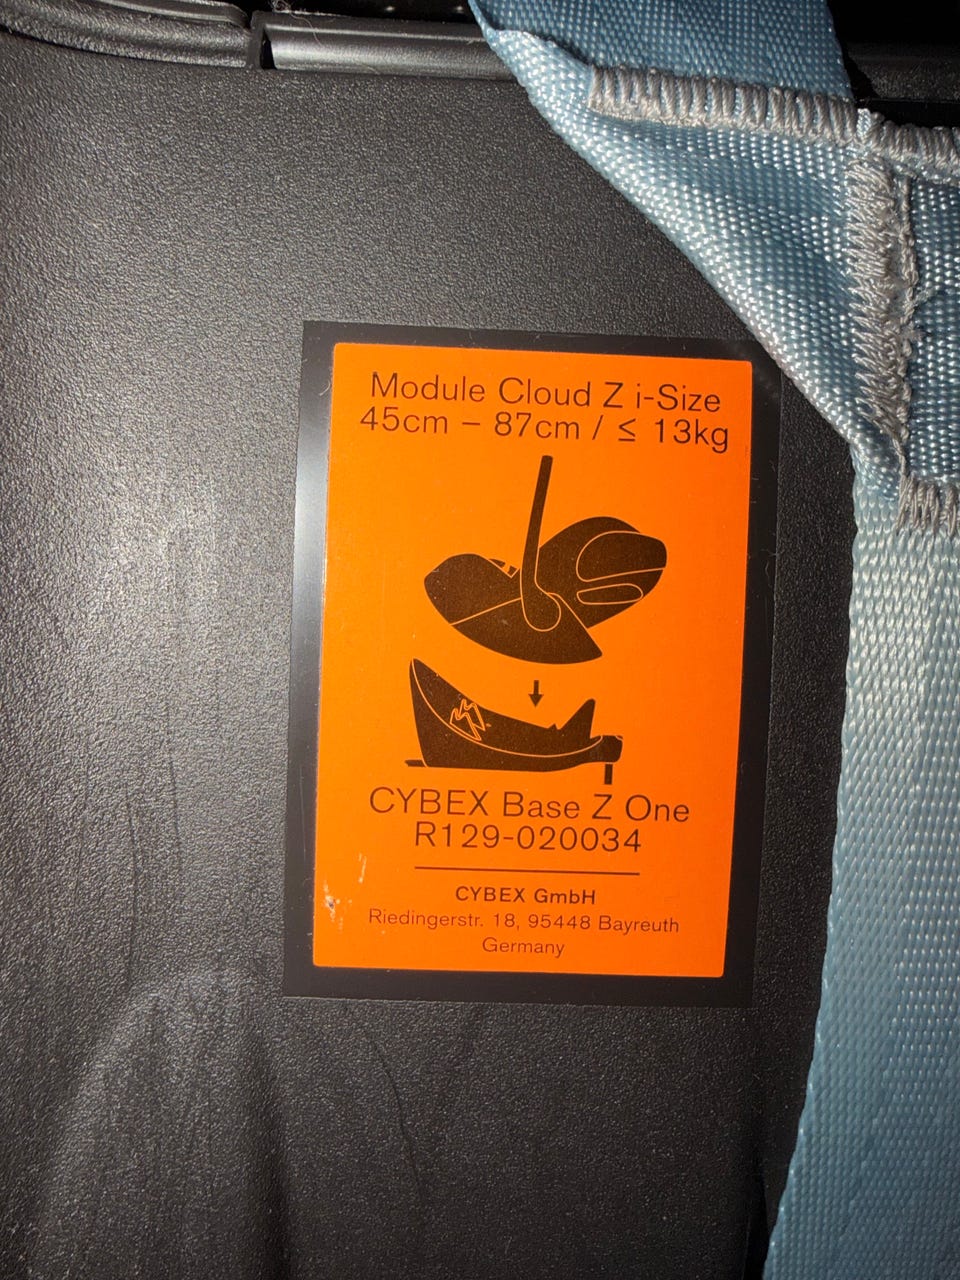 Module Cloud Z i-Size
45cm – 87cm / ≤ 13kg
CYBEX Base Z One
R129-020034
CYBEX GmbH
Riedingerstr. 18, 95448 Bayreuth
Germany